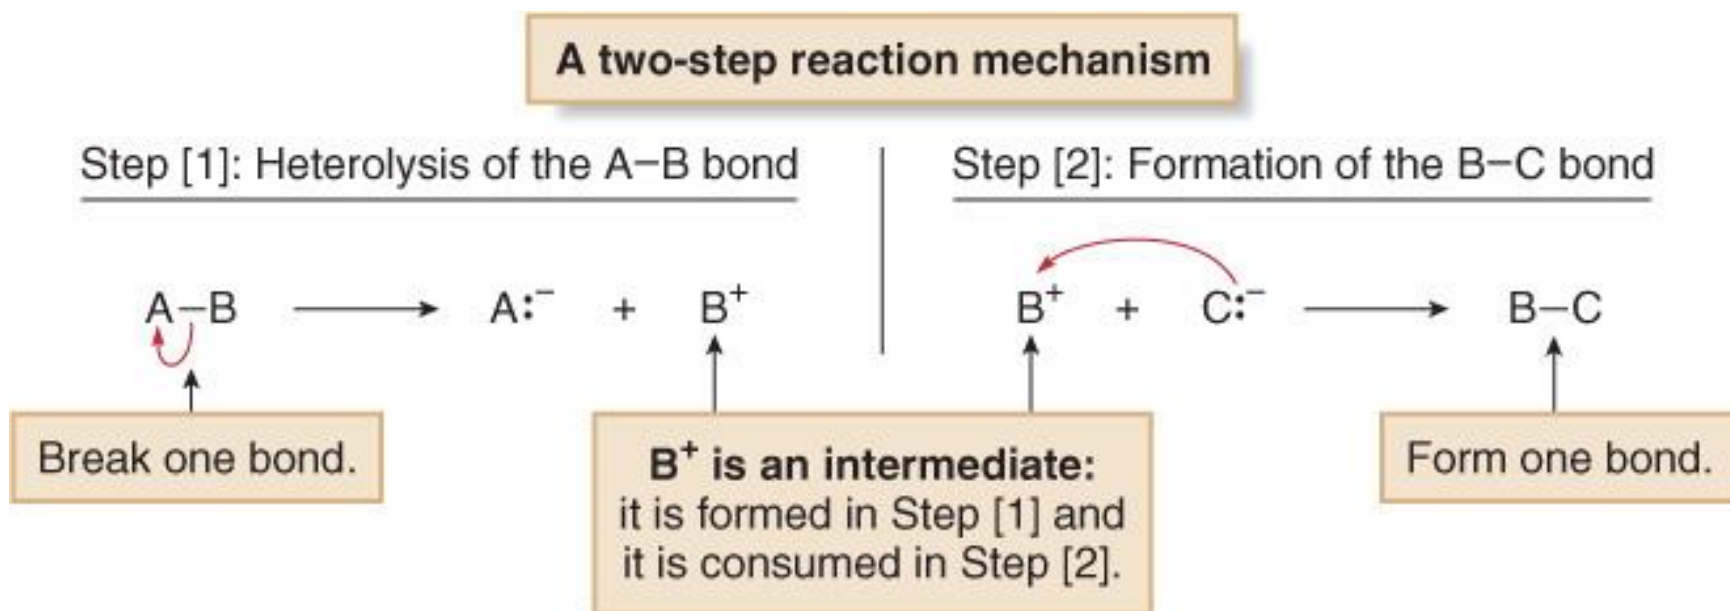 A two-step reaction mechanism
Step [1]: Heterolysis of the A–B bond
A–B ⟶ A:⁻ + B⁺
Break one bond.
Step [2]: Formation of the B–C bond
B⁺ + C:⁻ ⟶ B–C
B⁺ is an intermediate:
it is formed in Step [1] and
it is consumed in Step [2].
Form one bond.